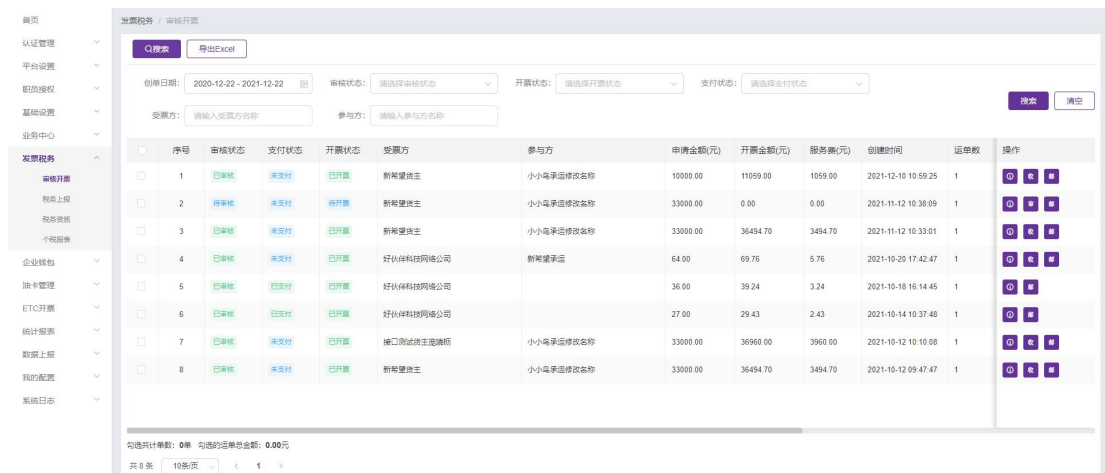 首页
认证管理
平台设置
职员授权
基础设置
业务中心
发票税务
审核开票
税务上报
税务资质
个税报表
企业钱包
油卡管理
ETC开票
统计报表
数据上报
我的配置
系统日志
发票税务 / 审核开票
搜索 导出Excel
创单日期: 2020-12-22 - 2021-12-22 审核状态: 请选择审核状态 开票状态: 请选择开票状态 支付状态: 请选择支付状态
受票方: 请输入受票方名称 参与方: 请输入参与方名称
搜索 清空
序号 审核状态 支付状态 开票状态 受票方 参与方 申请金额(元) 开票金额(元) 服务费(元) 创建时间 运单数 操作
1 已审核 未支付 已开票 新希望货主 小小鸟承运修改名称 10000.00 11059.00 1059.00 2021-12-10 10:59:25 1 收 邮
2 待审核 未支付 待开票 新希望货主 小小鸟承运修改名称 33000.00 0.00 0.00 2021-11-12 10:38:09 1 审 邮
3 已审核 未支付 已开票 新希望货主 小小鸟承运修改名称 33000.00 36494.70 3494.70 2021-11-12 10:33:01 1 收 邮
4 已审核 未支付 已开票 好伙伴科技网络公司 新希望承运 64.00 69.76 5.76 2021-10-20 17:42:47 1 收 邮
5 已审核 已支付 已开票 好伙伴科技网络公司 36.00 39.24 3.24 2021-10-18 16:14:45 1 邮
6 已审核 已支付 已开票 好伙伴科技网络公司 27.00 29.43 2.43 2021-10-14 10:37:48 1 邮
7 已审核 未支付 已开票 接口测试货主 小小鸟承运修改名称 33000.00 36960.00 3960.00 2021-10-12 10:10:08 1 收 邮
8 已审核 未支付 已开票 新希望货主 小小鸟承运修改名称 33000.00 36494.70 3494.70 2021-10-12 09:47:47 1 收 邮
勾选共计单数: 0单 勾选的运单总金额: 0.00元
共 8 条 10条/页 1